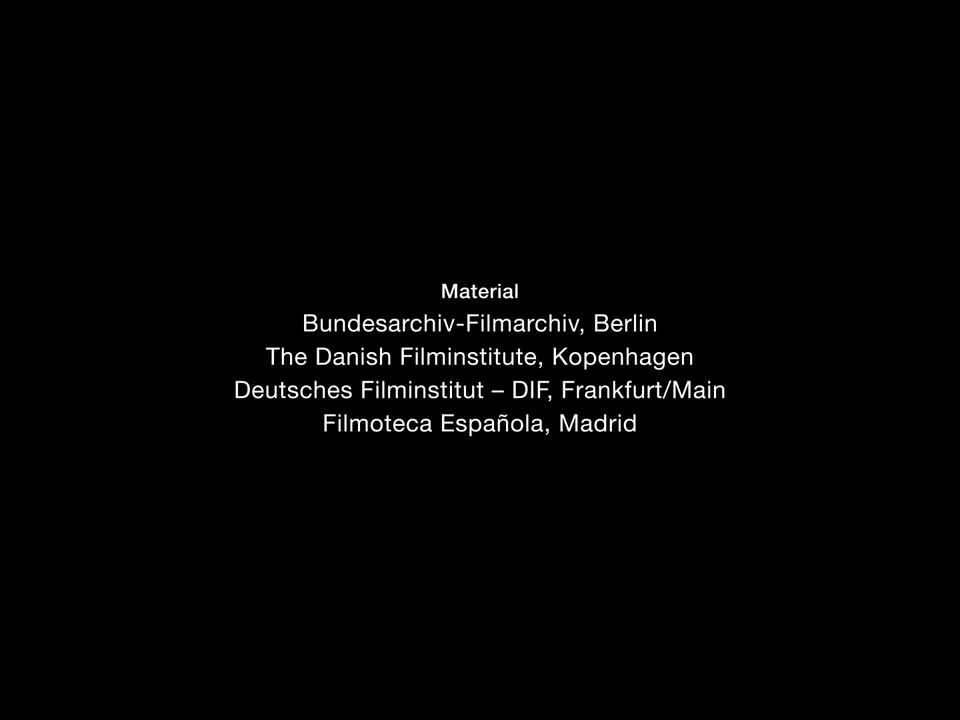 Material
Bundesarchiv-Filmarchiv, Berlin
The Danish Filminstitute, Kopenhagen
Deutsches Filminstitut – DIF, Frankfurt/Main
Filmoteca Española, Madrid